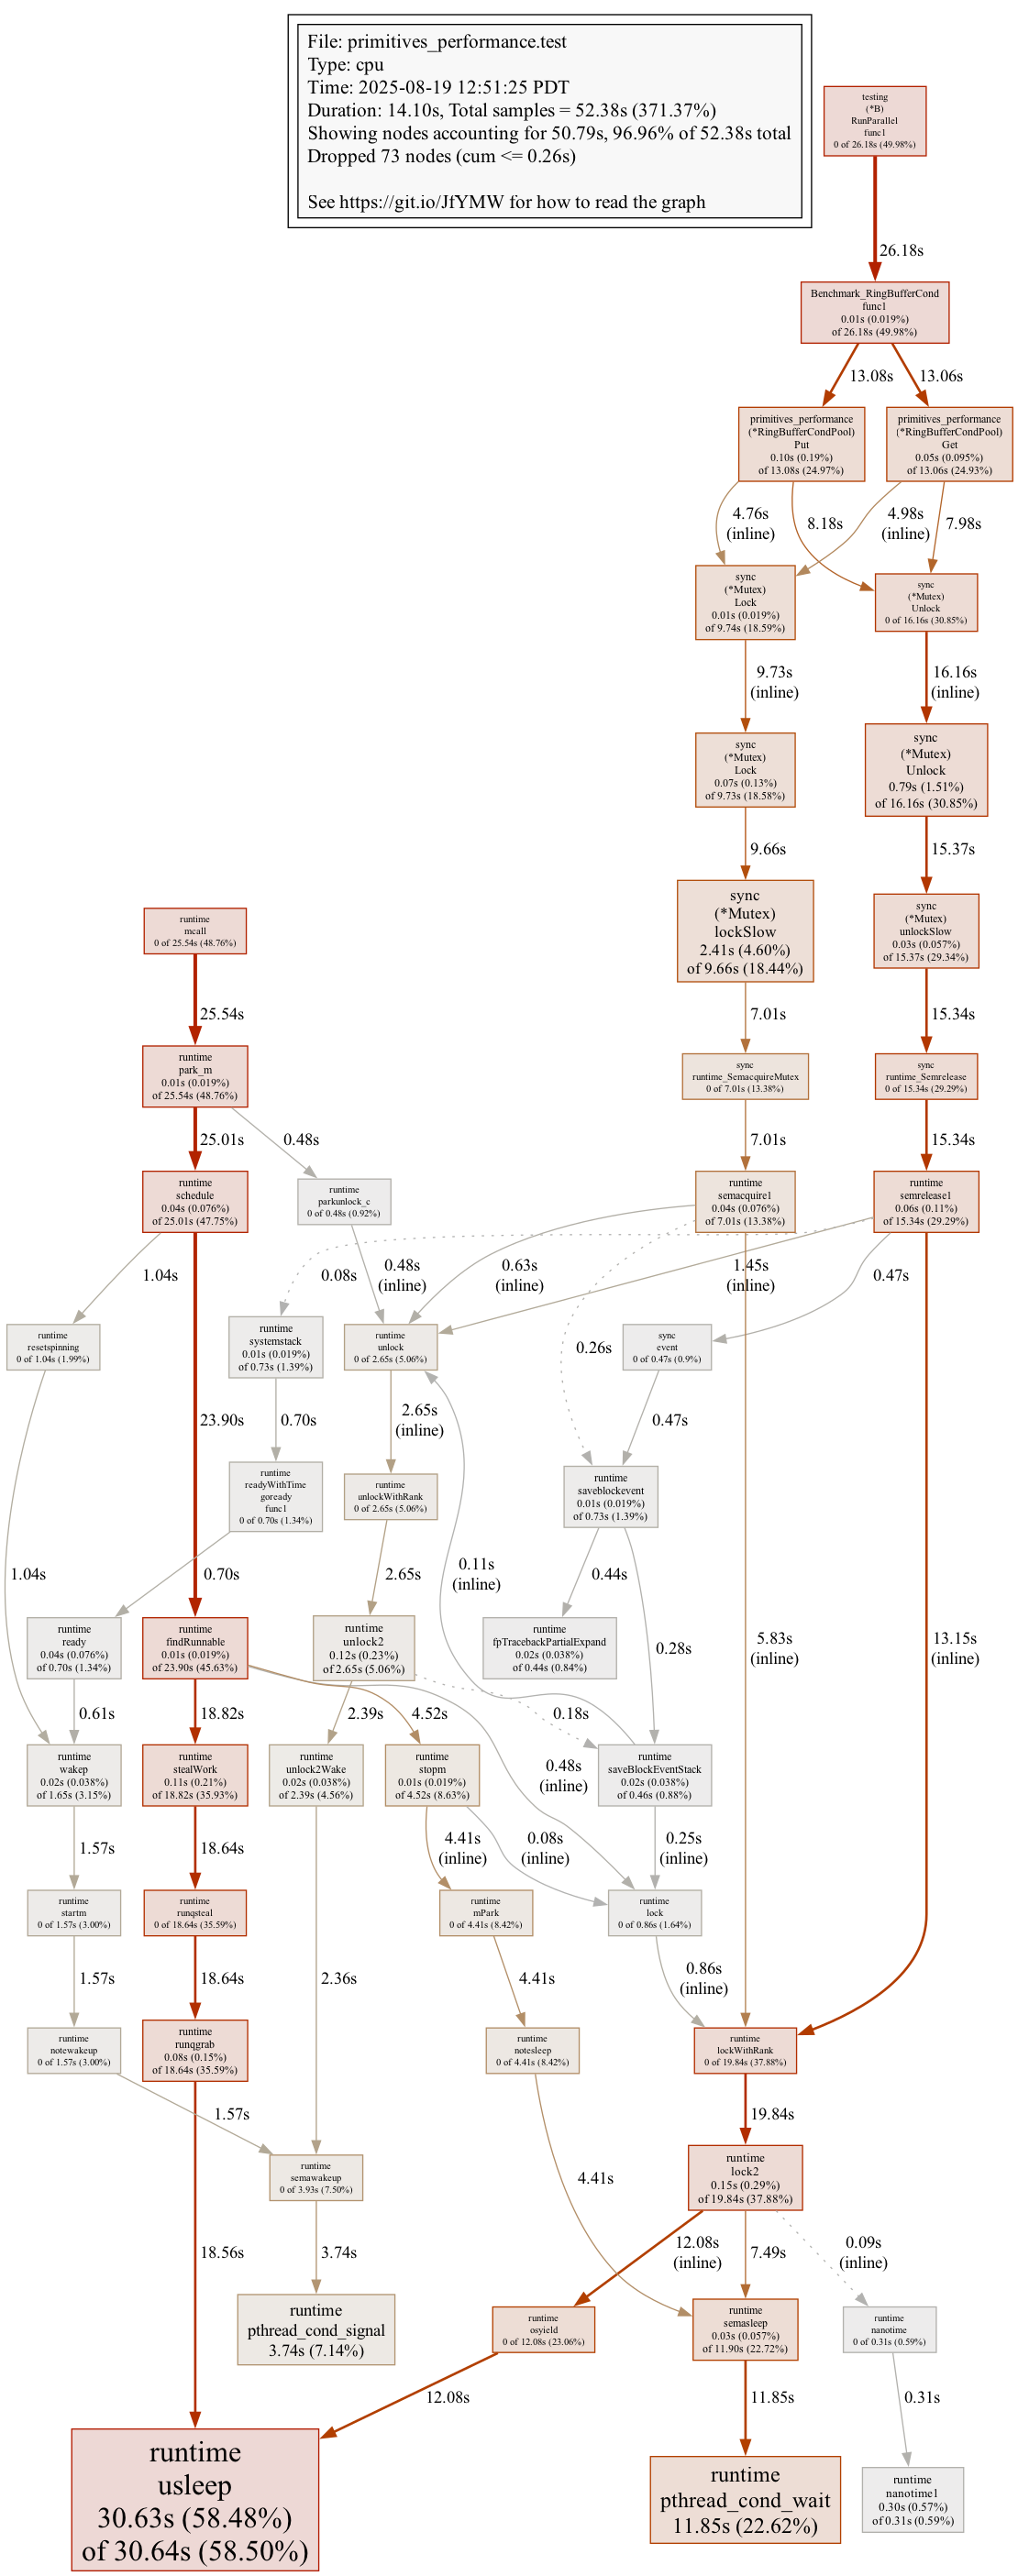 File: primitives_performance.test
Type: cpu
Time: 2025-08-19 12:51:25 PDT
Duration: 14.10s, Total samples = 52.38s (371.37%)
Showing nodes accounting for 50.79s, 96.96% of 52.38s total
Dropped 73 nodes (cum <= 0.26s)
See https://git.io/JfYMW for how to read the graph
testing
(*B)
RunParallel
func1
0 of 26.18s (49.98%)
26.18s
Benchmark_RingBufferCond
func1
0.01s (0.019%)
of 26.18s (49.98%)
13.08s
13.06s
primitives_performance
(*RingBufferCondPool)
Put
0.10s (0.19%)
of 13.08s (24.97%)
primitives_performance
(*RingBufferCondPool)
Get
0.05s (0.095%)
of 13.06s (24.93%)
4.76s
(inline)
8.18s
4.98s
(inline)
7.98s
sync
(*Mutex)
Lock
0.01s (0.019%)
of 9.74s (18.59%)
sync
(*Mutex)
Unlock
0 of 16.16s (30.85%)
9.73s
(inline)
16.16s
(inline)
sync
(*Mutex)
Lock
0.07s (0.13%)
of 9.73s (18.58%)
sync
(*Mutex)
Unlock
0.79s (1.51%)
of 16.16s (30.85%)
9.66s
15.37s
sync
(*Mutex)
lockSlow
2.41s (4.60%)
of 9.66s (18.44%)
sync
(*Mutex)
unlockSlow
0.03s (0.057%)
of 15.37s (29.34%)
runtime
mcall
0 of 25.54s (48.76%)
25.54s
7.01s
15.34s
runtime
park_m
0.01s (0.019%)
of 25.54s (48.76%)
sync
runtime_SemacquireMutex
0 of 7.01s (13.38%)
sync
runtime_Semrelease
0 of 15.34s (29.29%)
25.01s
0.48s
7.01s
15.34s
runtime
schedule
0.04s (0.076%)
of 25.01s (47.75%)
runtime
parkunlock_c
0 of 0.48s (0.92%)
runtime
semacquire1
0.04s (0.076%)
of 7.01s (13.38%)
runtime
semrelease1
0.06s (0.11%)
of 15.34s (29.29%)
1.04s
0.08s
0.48s
(inline)
0.63s
(inline)
1.45s
(inline)
0.47s
runtime
resetspinning
0 of 1.04s (1.99%)
runtime
systemstack
0.01s (0.019%)
of 0.73s (1.39%)
runtime
unlock
0 of 2.65s (5.06%)
0.26s
sync
event
0 of 0.47s (0.9%)
23.90s
0.70s
2.65s
(inline)
0.47s
runtime
readyWithTime
goready
func1
0 of 0.70s (1.34%)
runtime
unlockWithRank
0 of 2.65s (5.06%)
runtime
saveblockevent
0.01s (0.019%)
of 0.73s (1.39%)
1.04s
0.70s
2.65s
0.11s
(inline)
0.44s
0.28s
5.83s
(inline)
13.15s
(inline)
runtime
ready
0.04s (0.076%)
of 0.70s (1.34%)
runtime
findRunnable
0.01s (0.019%)
of 23.90s (45.63%)
runtime
unlock2
0.12s (0.23%)
of 2.65s (5.06%)
runtime
fpTracebackPartialExpand
0.02s (0.038%)
of 0.44s (0.84%)
0.61s
18.82s
2.39s
4.52s
0.18s
0.48s
(inline)
runtime
wakep
0.02s (0.038%)
of 1.65s (3.15%)
runtime
stealWork
0.11s (0.21%)
of 18.82s (35.93%)
runtime
unlock2Wake
0.02s (0.038%)
of 2.39s (4.56%)
runtime
stopm
0.01s (0.019%)
of 4.52s (8.63%)
runtime
saveBlockEventStack
0.02s (0.038%)
of 0.46s (0.88%)
1.57s
18.64s
4.41s
(inline)
0.08s
(inline)
0.25s
(inline)
runtime
startm
0 of 1.57s (3.00%)
runtime
runqsteal
0 of 18.64s (35.59%)
runtime
mPark
0 of 4.41s (8.42%)
runtime
lock
0 of 0.86s (1.64%)
1.57s
18.64s
2.36s
4.41s
0.86s
(inline)
runtime
notewakeup
0 of 1.57s (3.00%)
runtime
runqgrab
0.08s (0.15%)
of 18.64s (35.59%)
runtime
notesleep
0 of 4.41s (8.42%)
runtime
lockWithRank
0 of 19.84s (37.88%)
1.57s
19.84s
runtime
semawakeup
0 of 3.93s (7.50%)
4.41s
runtime
lock2
0.15s (0.29%)
of 19.84s (37.88%)
18.56s
3.74s
12.08s
(inline)
7.49s
0.09s
(inline)
runtime
pthread_cond_signal
3.74s (7.14%)
runtime
osyield
0 of 12.08s (23.06%)
runtime
semasleep
0.03s (0.057%)
of 11.90s (22.72%)
runtime
nanotime
0 of 0.31s (0.59%)
12.08s
11.85s
0.31s
runtime
usleep
30.63s (58.48%)
of 30.64s (58.50%)
runtime
pthread_cond_wait
11.85s (22.62%)
runtime
nanotime1
0.30s (0.57%)
of 0.31s (0.59%)